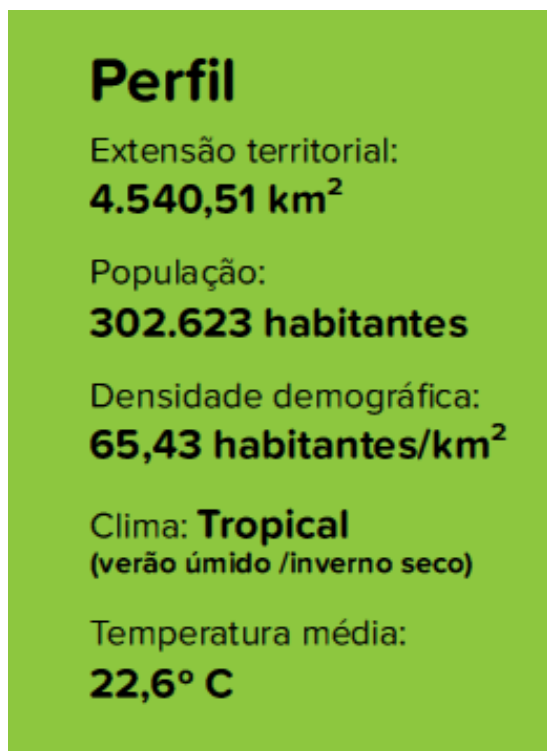 Perfil
Extensão territorial:
4.540,51 km²
População:
302.623 habitantes
Densidade demográfica:
65,43 habitantes/km²
Clima: Tropical
(verão úmido /inverno seco)
Temperatura média:
22,6º C